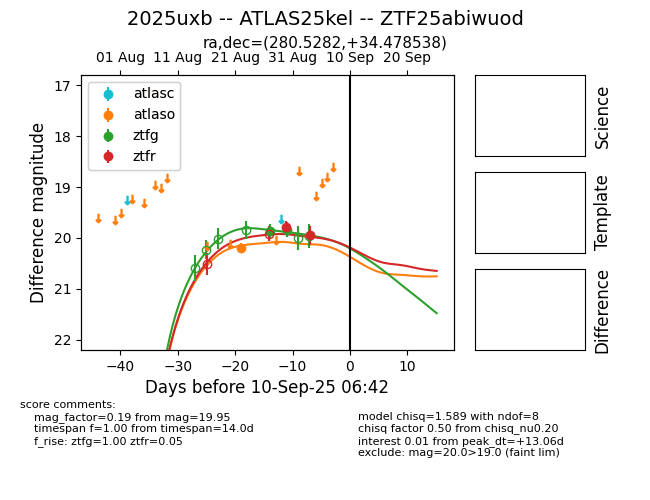 2025uxb -- ATLAS25kel -- ZTF25abiwuod
ra,dec=(280.5282,+34.478538)
01 Aug 11 Aug 21 Aug 31 Aug 10 Sep 20 Sep
atlasc
atlaso
ztfg
ztfr
17
18
19
20
21
22
Difference magnitude
−40 −30 −20 −10 0 10
Days before 10-Sep-25 06:42
Science
Template
Difference
score comments:
mag_factor=0.19 from mag=19.95
timespan f=1.00 from timespan=14.0d
f_rise: ztfg=1.00 ztfr=0.05
model chisq=1.589 with ndof=8
chisq factor 0.50 from chisq_nu0.20
interest 0.01 from peak_dt=+13.06d
exclude: mag=20.0>19.0 (faint lim)